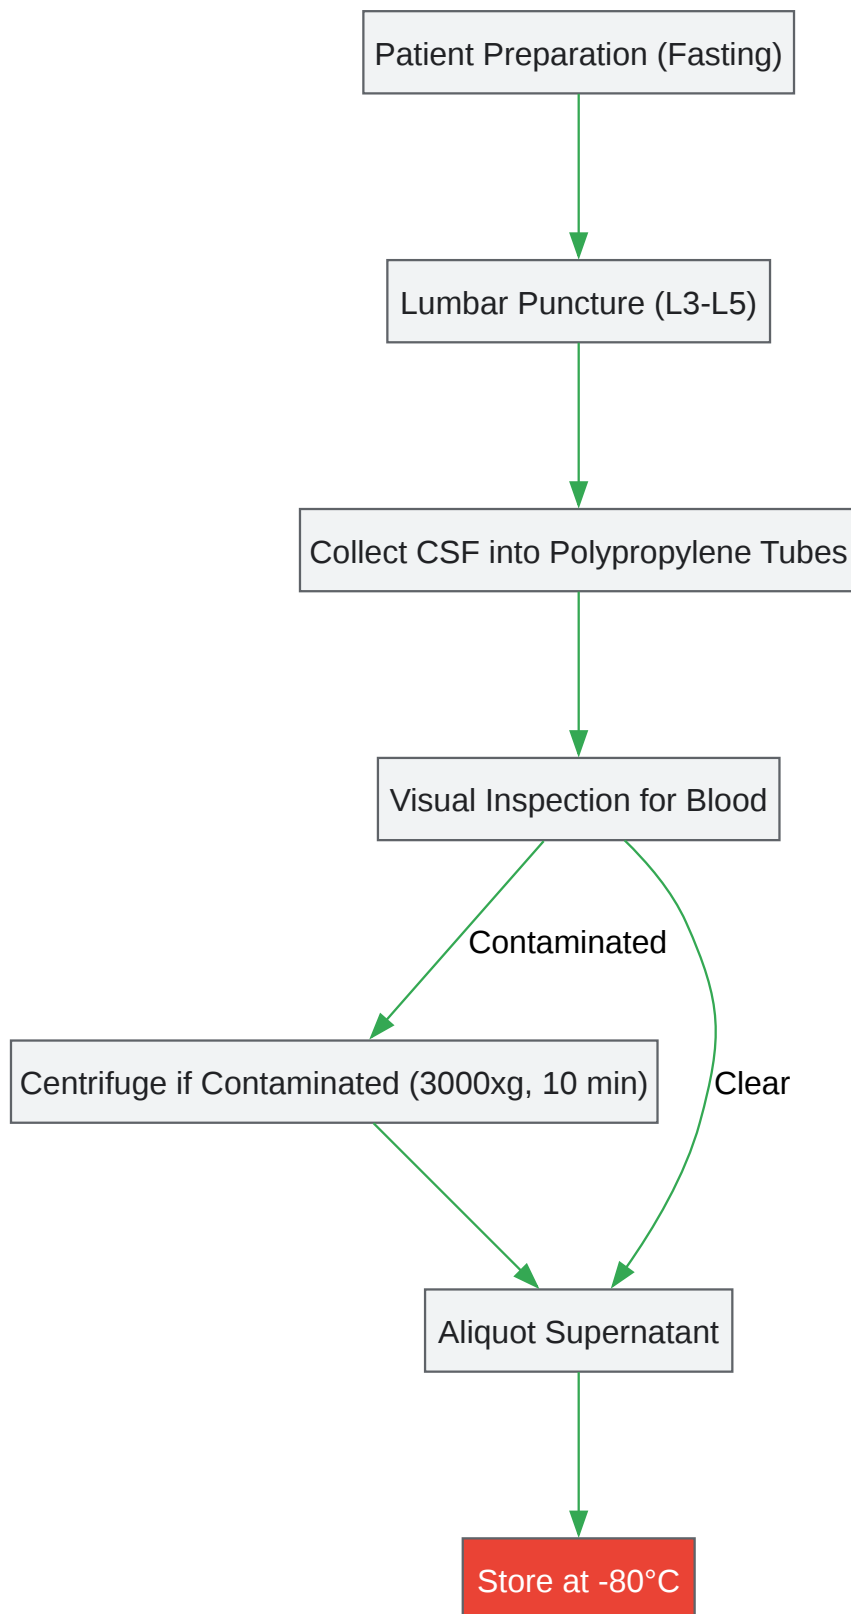 Patient Preparation (Fasting)
Lumbar Puncture (L3-L5)
Collect CSF into Polypropylene Tubes
Visual Inspection for Blood
Contaminated
Centrifuge if Contaminated (3000xg, 10 min)
Clear
Aliquot Supernatant
Store at -80°C